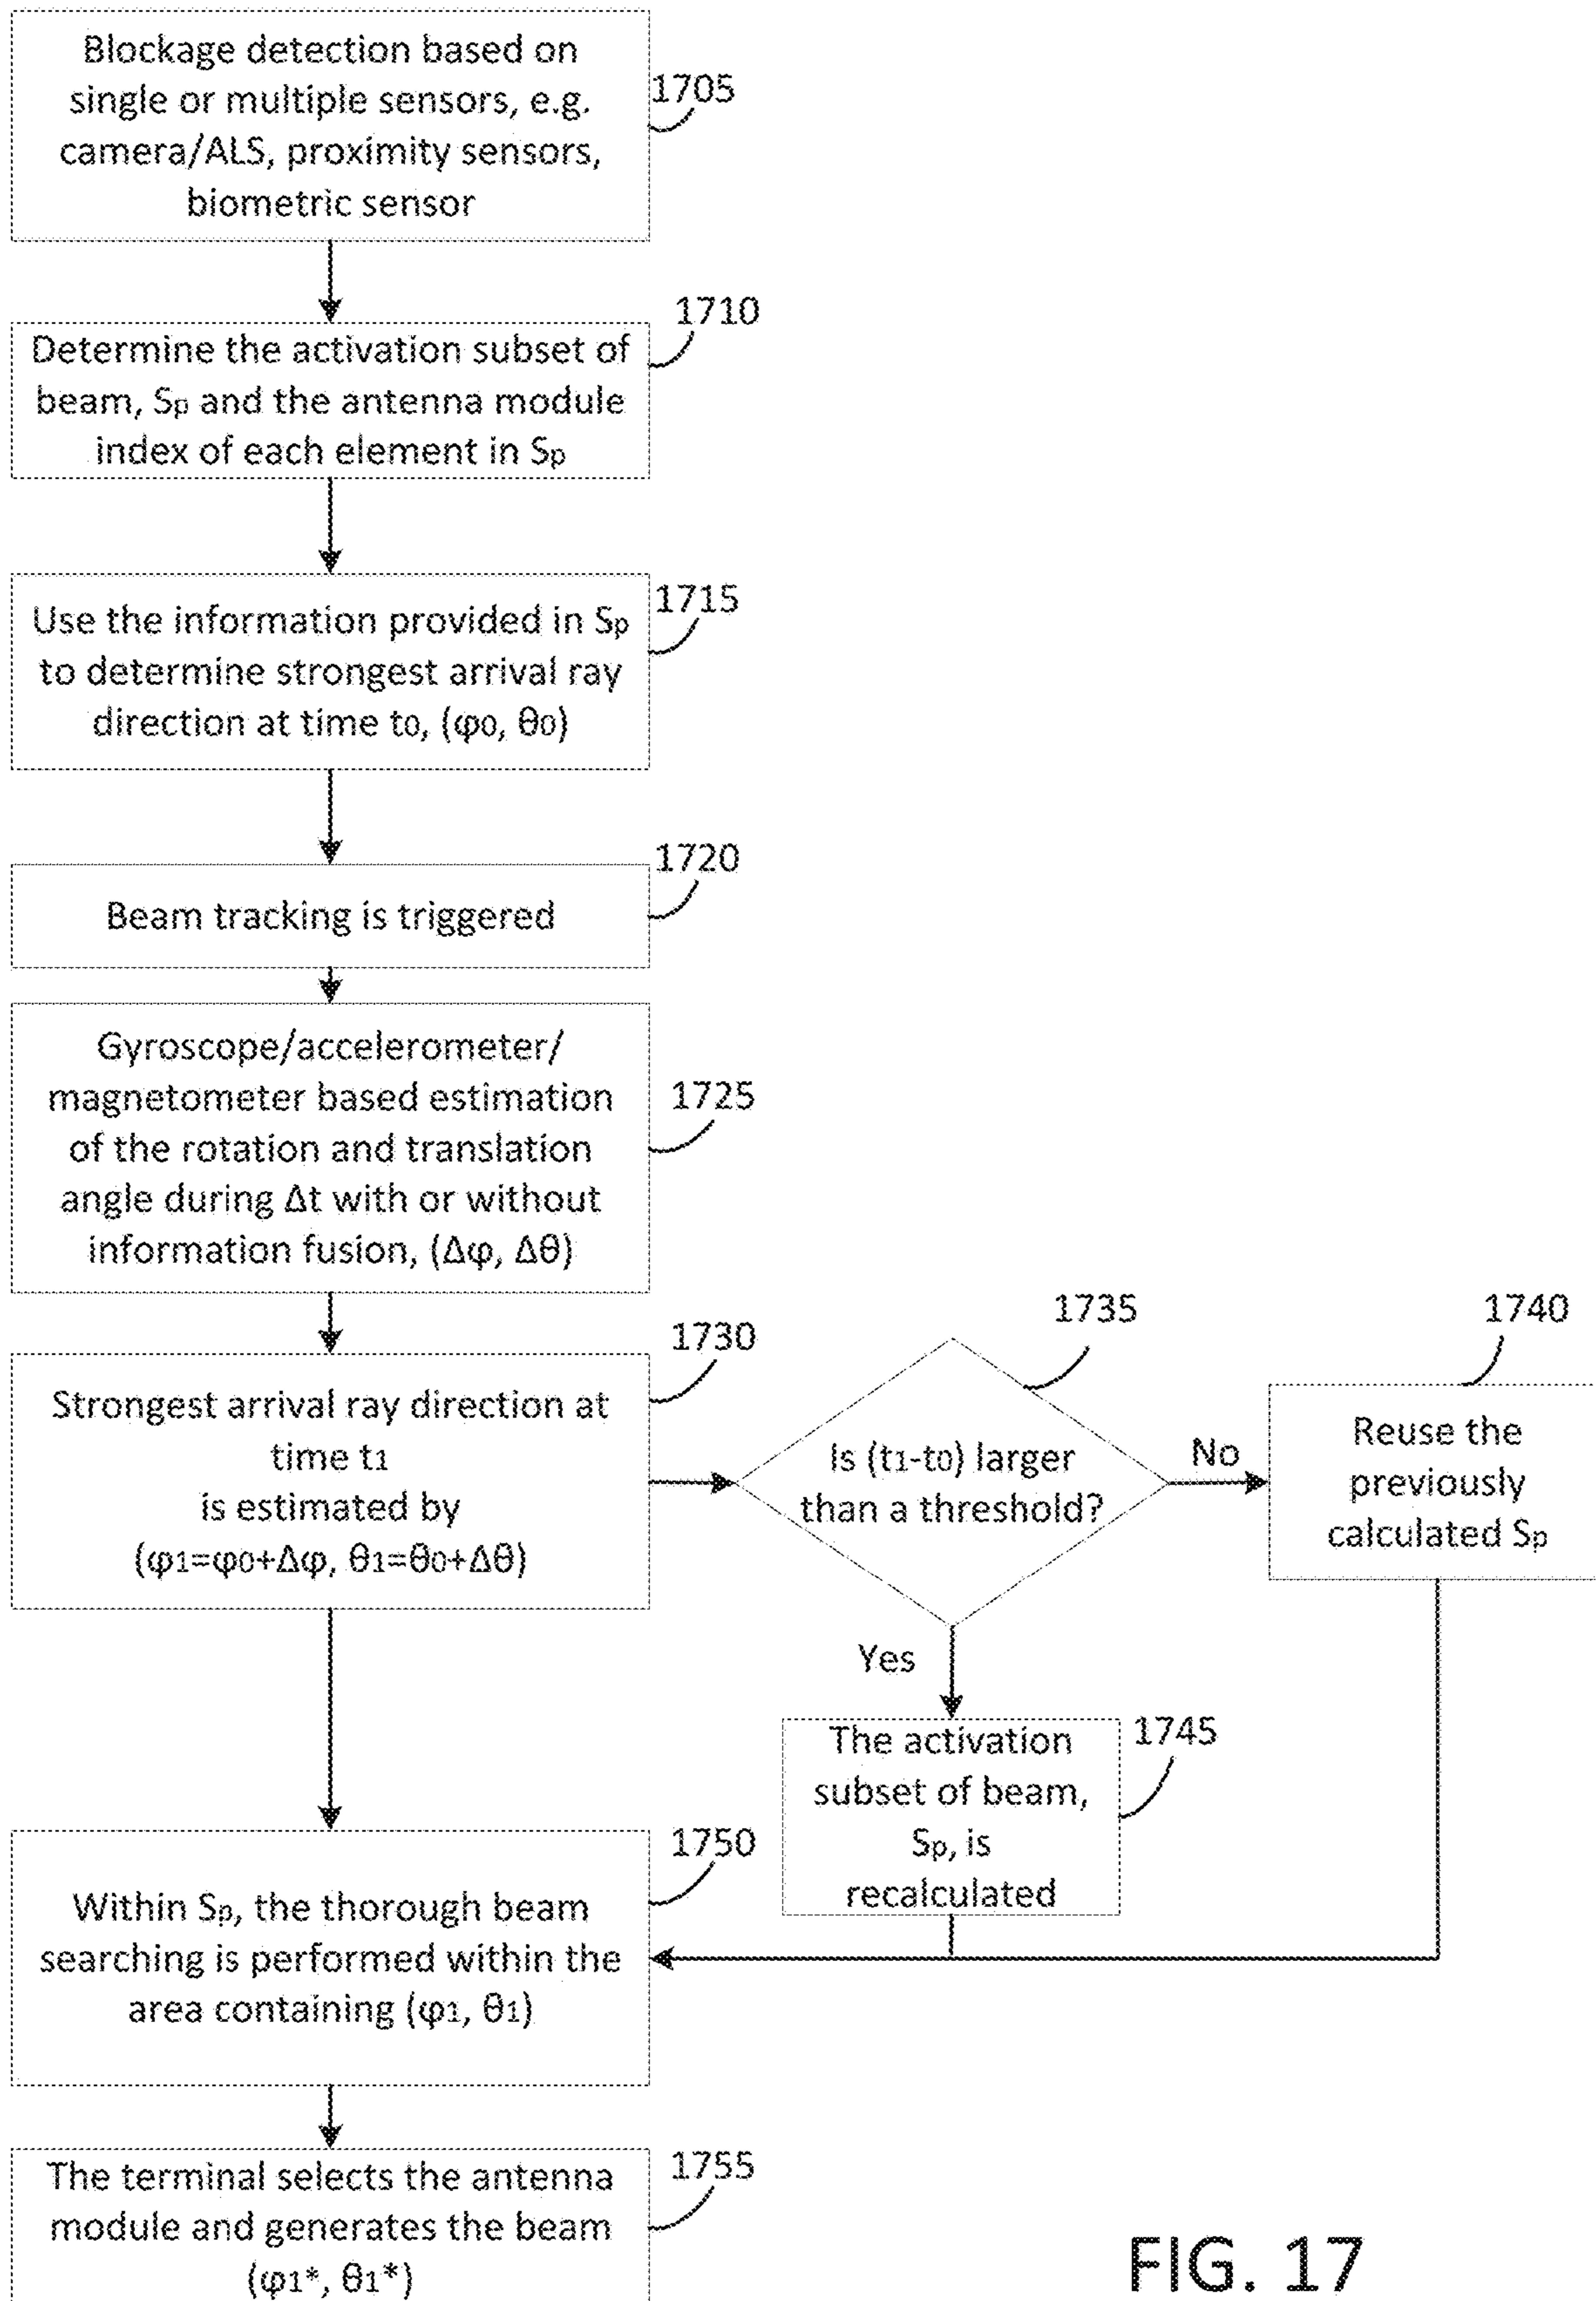 Blockage detection based on
single or multiple sensors, e.g.
camera/ALS, proximity sensors,
biometric sensor
1705
1710
Determine the activation subset of
beam, Sp and the antenna module
index of each element in Sp
1715
Use the information provided in Sp
to determine strongest arrival ray
direction at time t0, (φ0, θ0)
1720
Beam tracking is triggered
Gyroscope/accelerometer/
magnetometer based estimation
of the rotation and translation
angle during Δt with or without
information fusion, (Δφ, Δθ)
1725
1730
Strongest arrival ray direction at
time t1
is estimated by
(φ1=φ0+Δφ, θ1=θ0+Δθ)
1735
Is (t1-t0) larger
than a threshold?
No
1740
Reuse the
previously
calculated Sp
Yes
1745
The activation
subset of beam,
Sp, is
recalculated
1750
Within Sp, the thorough beam
searching is performed within the
area containing (φ1, θ1)
1755
The terminal selects the antenna
module and generates the beam
(φ1*, θ1*)
FIG. 17